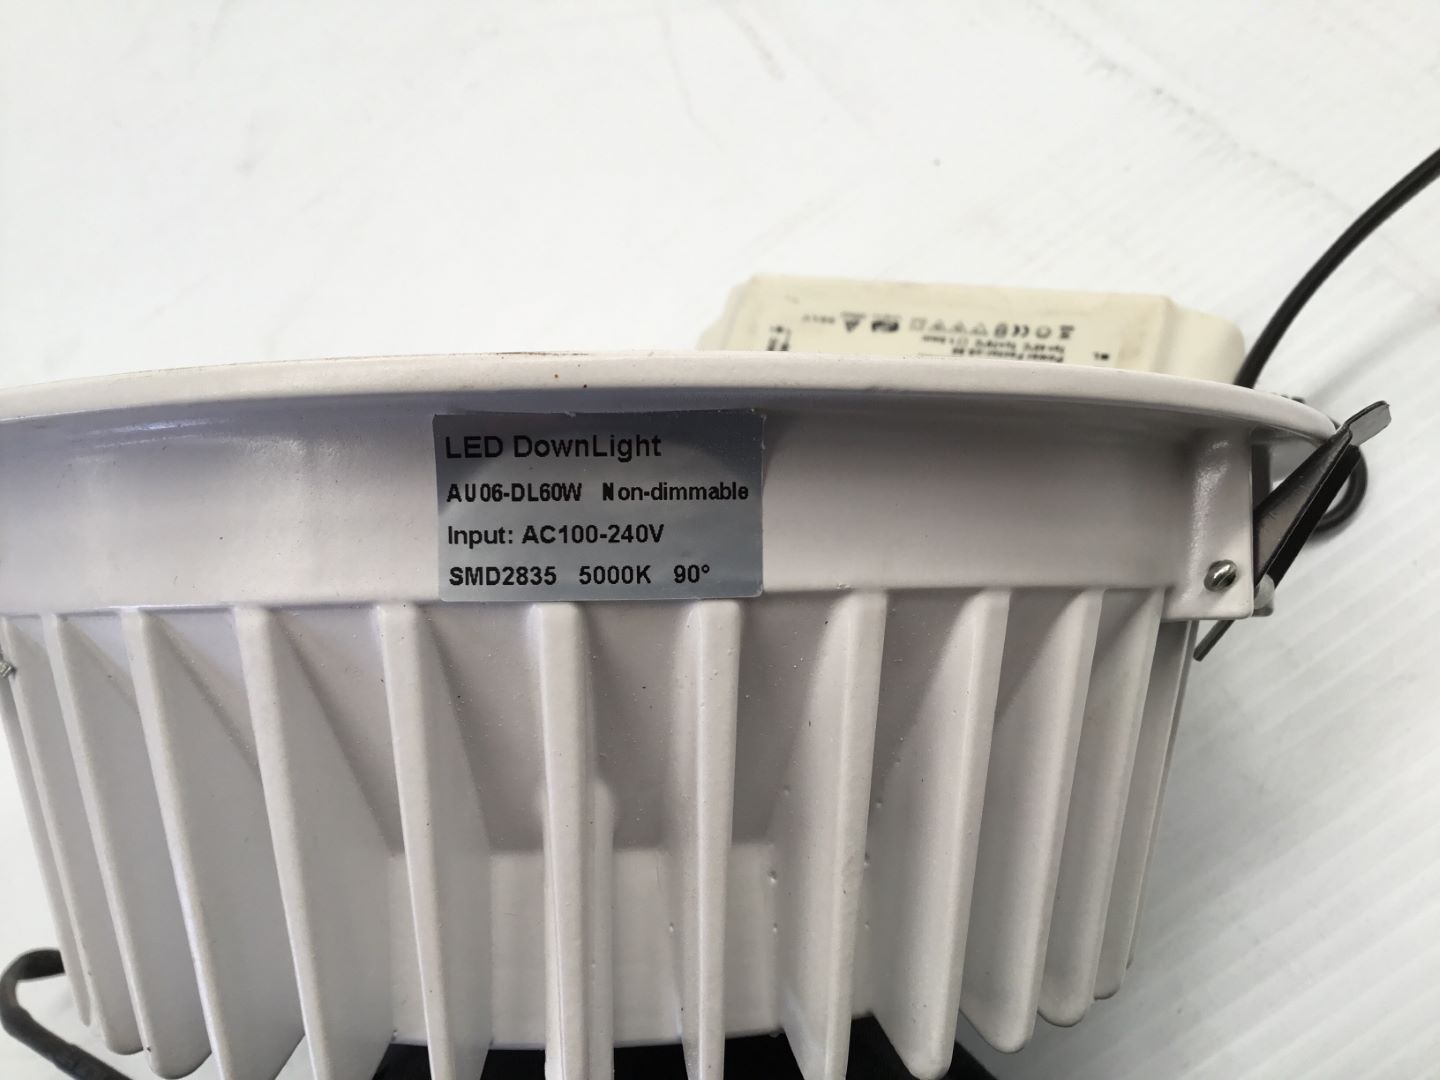 LED DownLight
AU06-DL60W Non-dimmable
Input: AC100-240V
SMD2835 5000K 90°